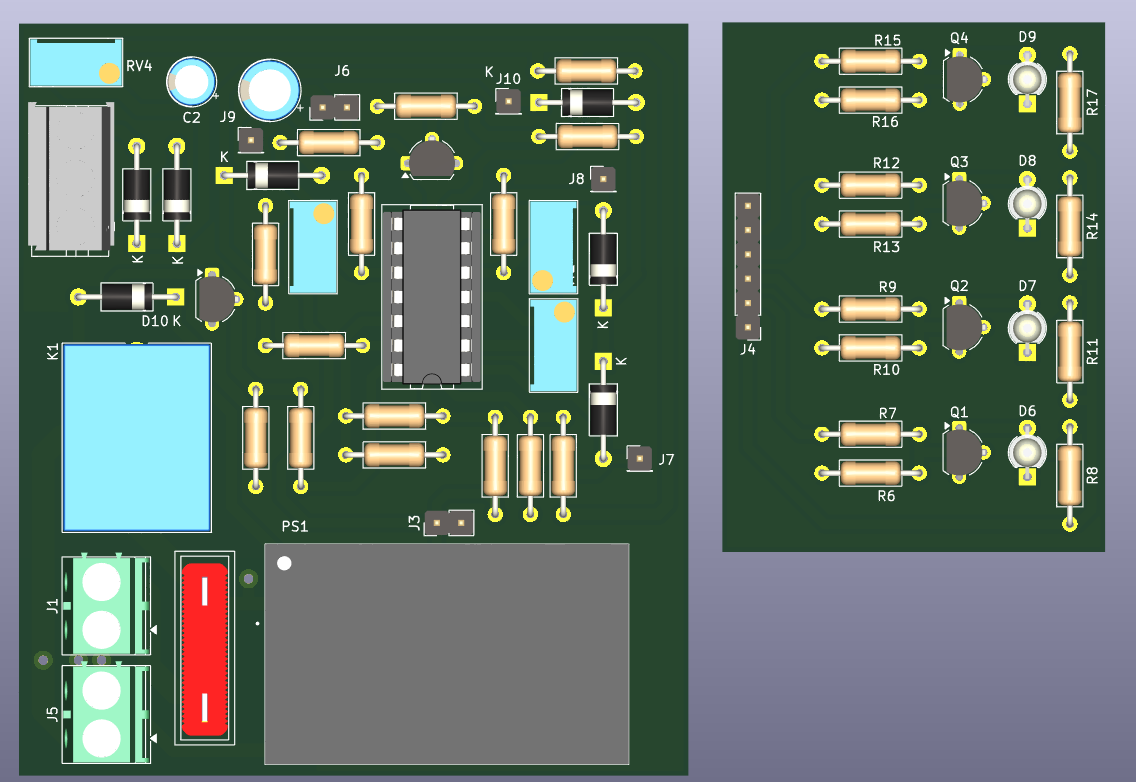 RV4
C2
+
J9
+
J6
K
J10
K
J8
K
K
D10 K
K
K
K1
J7
J3
PS1
J1
J5
R15
Q4
D9
R16
R17
R12
Q3
D8
R13
R14
J4
R9
Q2
D7
R10
R11
R7
Q1
D6
R6
R8